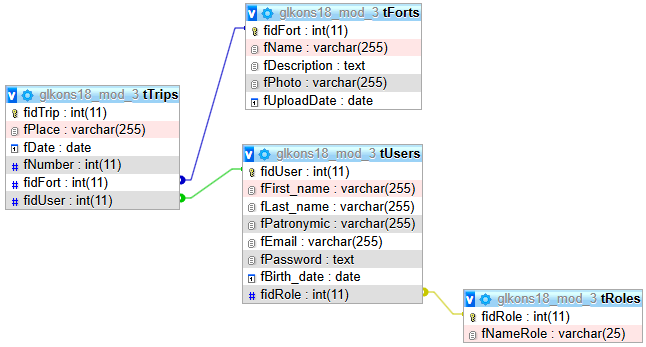 glkons18_mod_3 tForts
fidFort : int(11)
fName : varchar(255)
fDescription : text
fPhoto : varchar(255)
fUploadDate : date
glkons18_mod_3 tTrips
fidTrip : int(11)
fPlace : varchar(255)
fDate : date
fNumber : int(11)
fidFort : int(11)
fidUser : int(11)
glkons18_mod_3 tUsers
fidUser : int(11)
fFirst_name : varchar(255)
fLast_name : varchar(255)
fPatronymic : varchar(255)
fEmail : varchar(255)
fPassword : text
fBirth_date : date
fidRole : int(11)
glkons18_mod_3 tRoles
fidRole : int(11)
fNameRole : varchar(25)